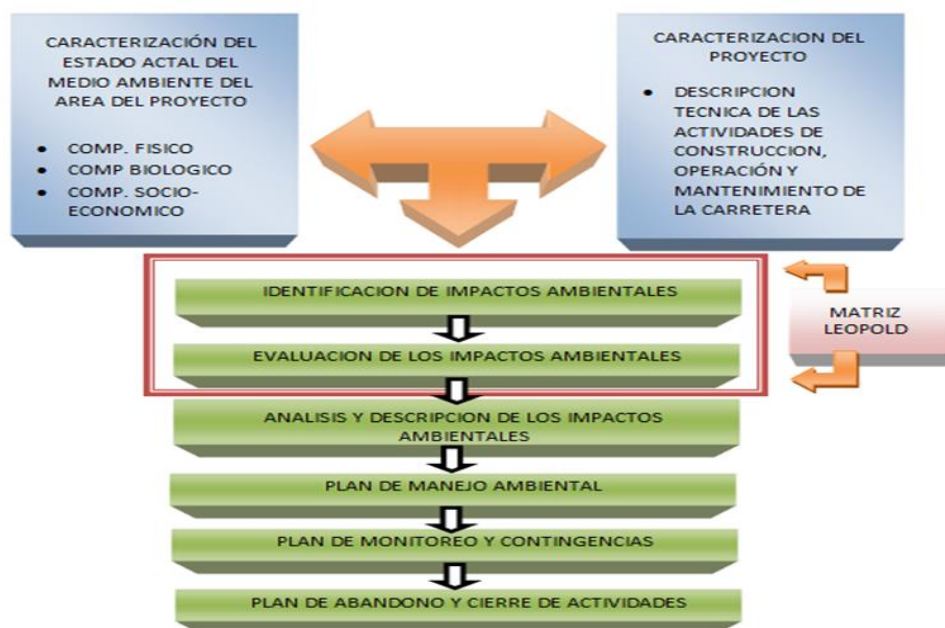 CARACTERIZACIÓN DEL
ESTADO ACTAL DEL
MEDIO AMBIENTE DEL
AREA DEL PROYECTO
• COMP. FISICO
• COMP BIOLOGICO
• COMP. SOCIO-
ECONOMICO
CARACTERIZACION DEL
PROYECTO
• DESCRIPCION
TECNICA DE LAS
ACTIVIDADES DE
CONSTRUCCION,
OPERACIÓN Y
MANTENIMIENTO DE
LA CARRETERA
IDENTIFICACION DE IMPACTOS AMBIENTALES
EVALUACION DE LOS IMPACTOS AMBIENTALES
MATRIZ
LEOPOLD
ANALISIS Y DESCRIPCION DE LOS IMPACTOS
AMBIENTALES
PLAN DE MANEJO AMBIENTAL
PLAN DE MONITOREO Y CONTINGENCIAS
PLAN DE ABANDONO Y CIERRE DE ACTIVIDADES